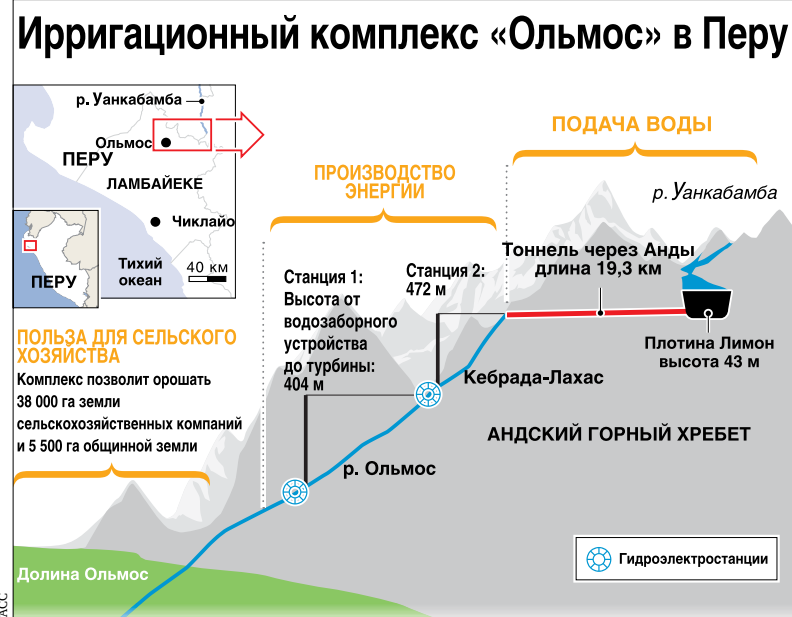 Ирригационный комплекс «Ольмос» в Перу
р. Уанкабамба
Ольмос
ПЕРУ
ЛАМБАЙЕКЕ
Чиклайо
Тихий
океан
40 км
ПЕРУ
ПОДАЧА ВОДЫ
ПРОИЗВОДСТВО
ЭНЕРГИИ
р. Уанкабамба
Тоннель через Анды
длина 19,3 км
Станция 2:
472 м
Станция 1:
Высота от
водозаборного
устройства
до турбины:
404 м
Плотина Лимон
высота 43 м
ПОЛЬЗА ДЛЯ СЕЛЬСКОГО
ХОЗЯЙСТВА
Комплекс позволит орошать
38 000 га земли
сельскохозяйственных компаний
и 5 500 га общинной земли
Кебрада-Лахас
АНДСКИЙ ГОРНЫЙ ХРЕБЕТ
р. Ольмос
Гидроэлектростанции
Долина Ольмос